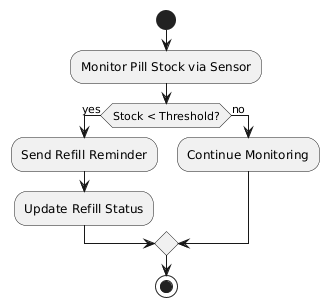 Monitor Pill Stock via Sensor
yes
Stock < Threshold?
no
Send Refill Reminder
Continue Monitoring
Update Refill Status